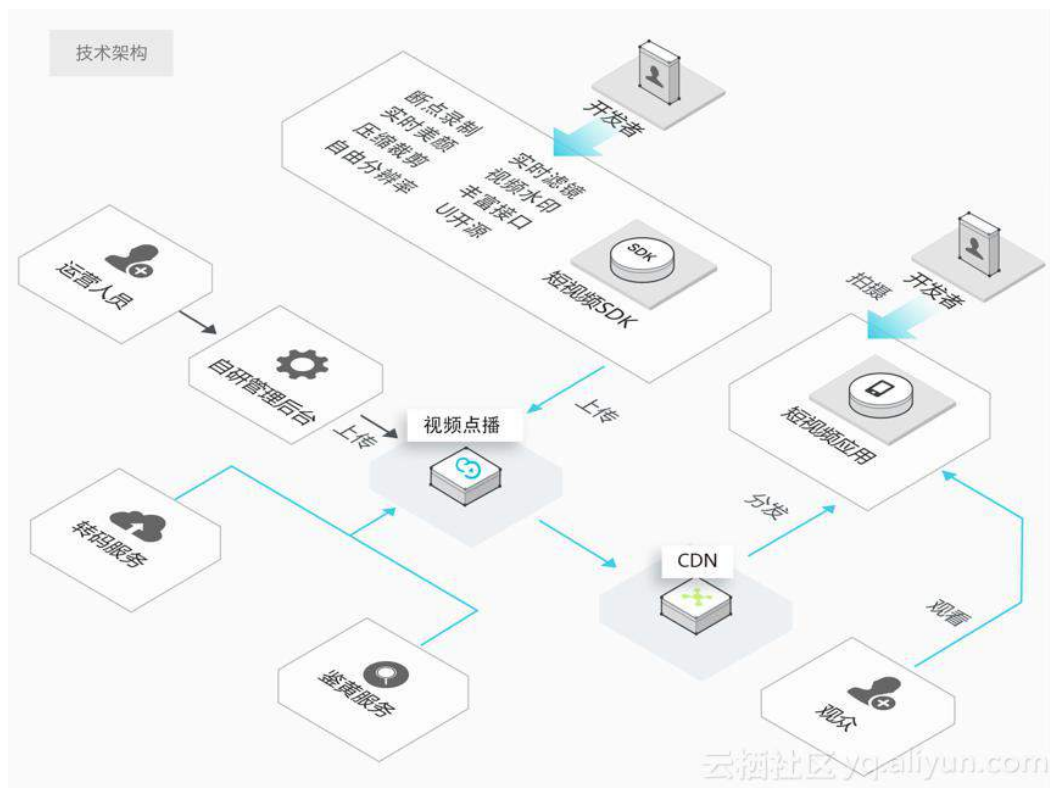 技术架构
断点录制
实时美颜
压缩裁剪
自由分辨率
实时滤镜
视频水印
丰富接口
UI开源
SDK
短视频SDK
开发者
运营人员
自研管理后台
上传
视频点播
上传
拍摄
开发者
短视频应用
转码服务
分发
CDN
鉴黄服务
观看
观众
云栖社区 yq.aliyun.com